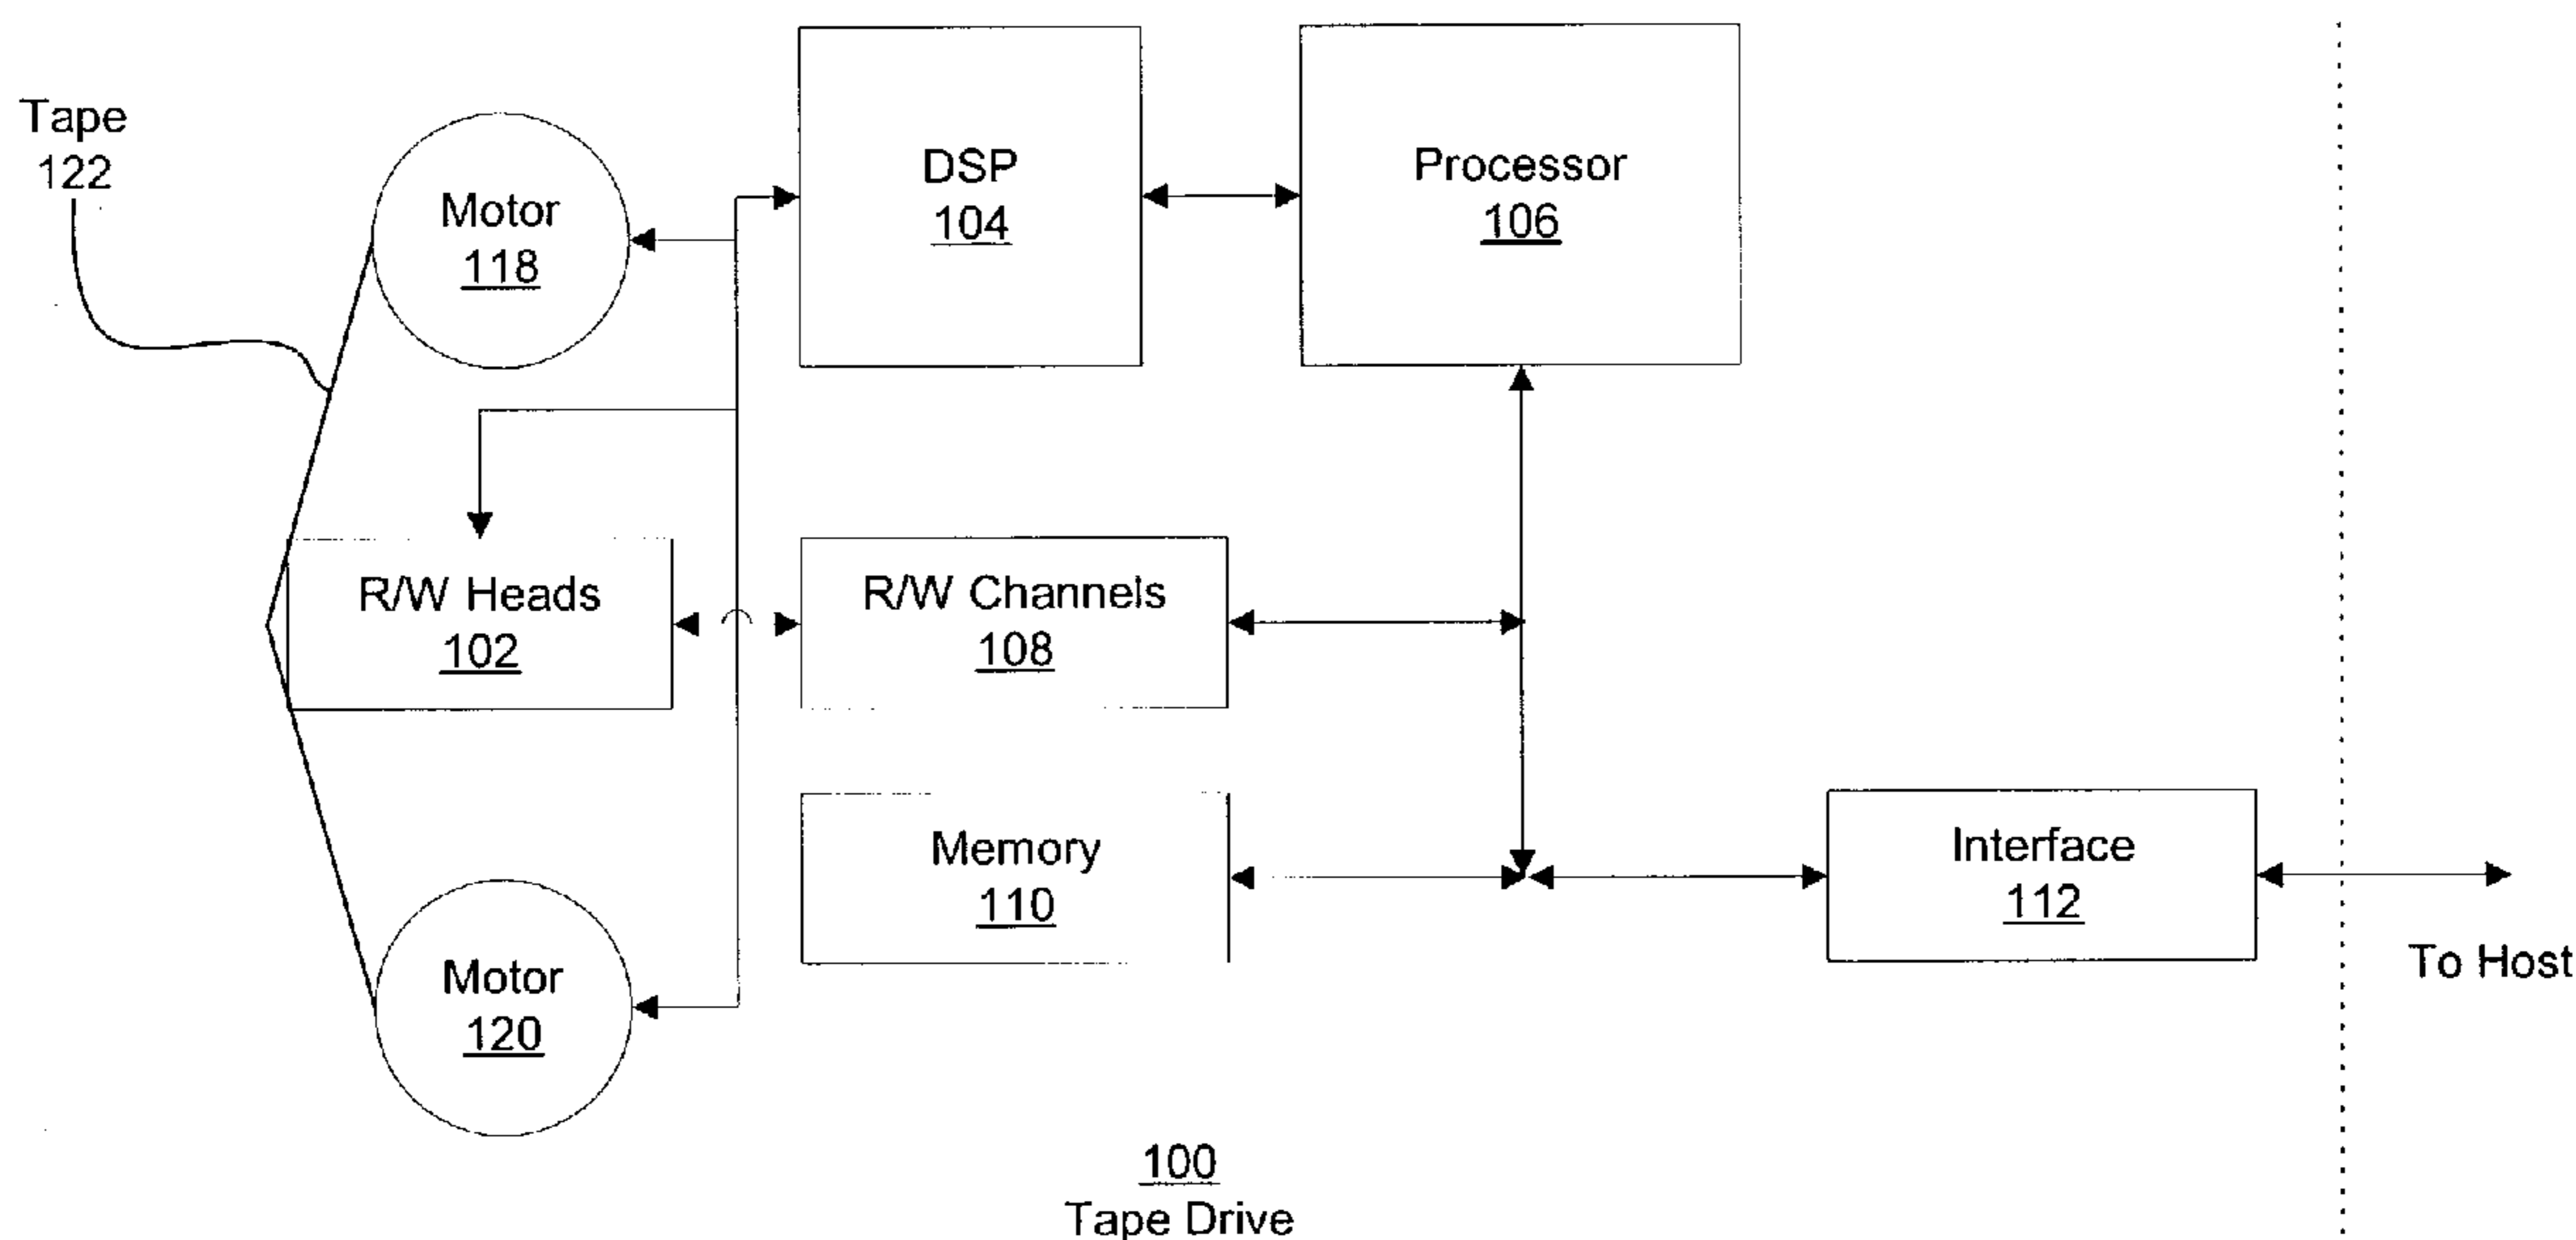 Tape
122
Motor
118
DSP
104
Processor
106
R/W Heads
102
R/W Channels
108
Memory
110
Interface
112
To Host
Motor
120
100
Tape Drive